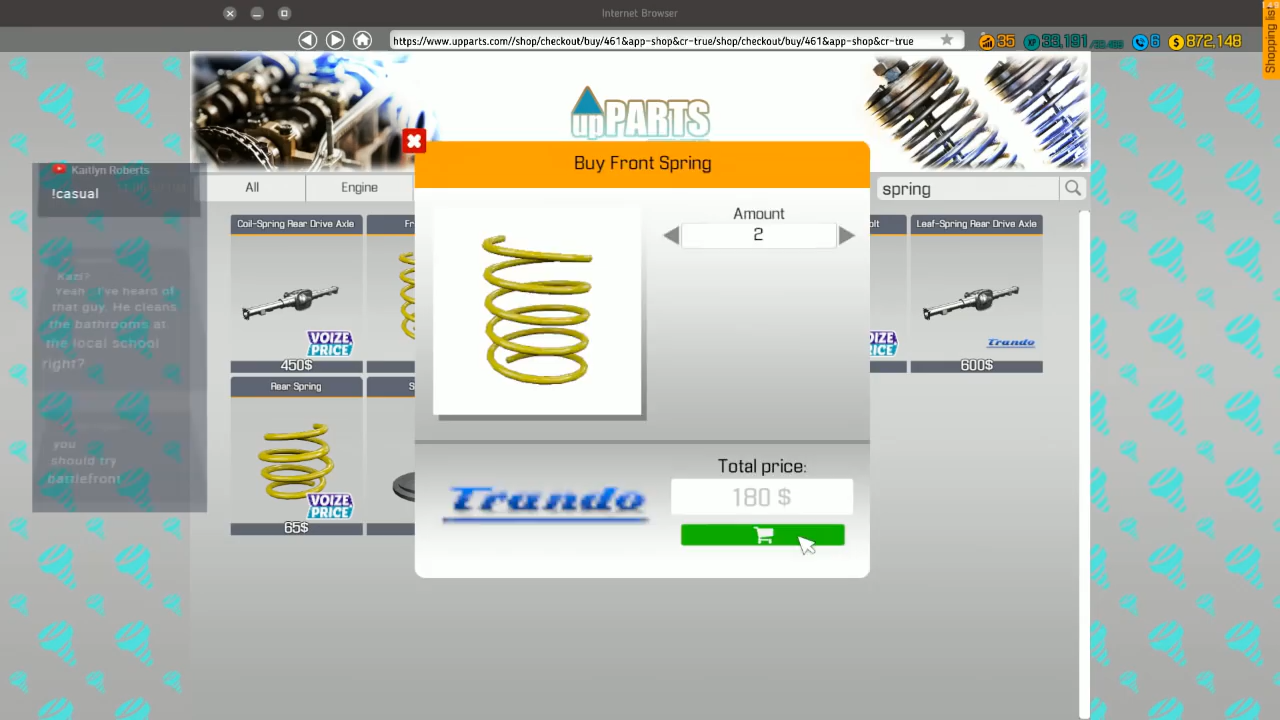 Internet Browser
https://www.upparts.com//shop/checkout/buy/461&app-shop&cr-true/shop/checkout/buy/461&app-shop&cr-true
35
6
872,148
Shopping list
upPARTS
Kaitlyn Roberts
!casual
Yeah I've heard of
that guy. He cleans
the bathrooms at
the local school
right?
you
should try
battlefront
All
Engine
spring
Buy Front Spring
Amount
2
Coil-Spring Rear Drive Axle
VOIZE
PRICE
450$
Leaf-Spring Rear Drive Axle
Trando
600$
Rear Spring
VOIZE
PRICE
65$
Trando
Total price:
180 $